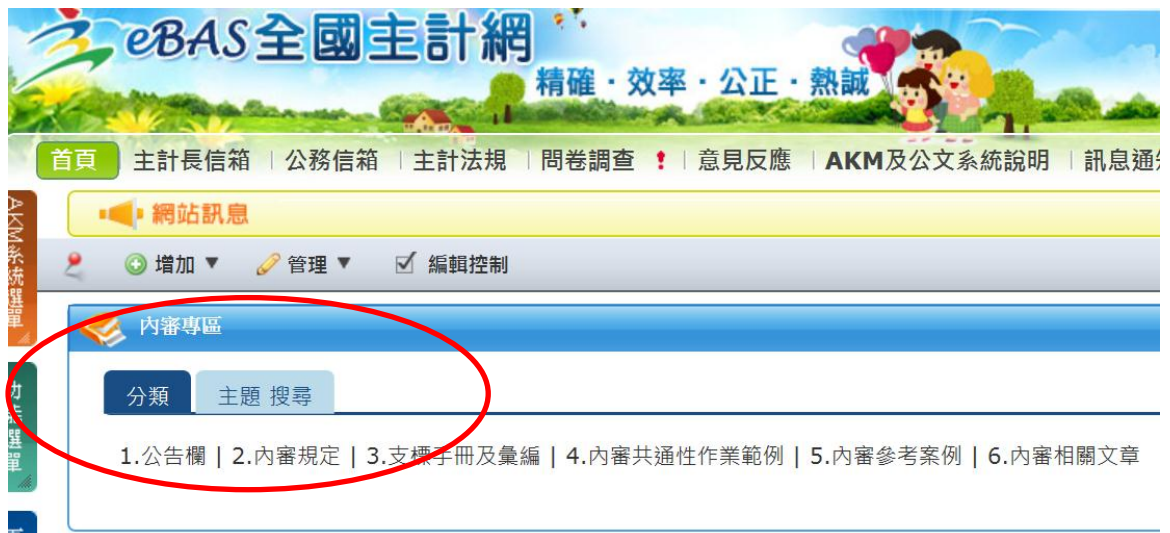 eBAS全國主計網
精確・效率・公正・熱誠
首頁 | 主計長信箱 | 公務信箱 | 主計法規 | 問卷調查 ! | 意見反應 | AKM及公文系統說明 | 訊息通
AKM系統選單
網站訊息
增加 ▼ 管理 ▼ 編輯控制
內審專區
分類 主題 搜尋
1.公告欄 | 2.內審規定 | 3.支標手冊及彙編 | 4.內審共通性作業範例 | 5.內審參考案例 | 6.內審相關文章
選單